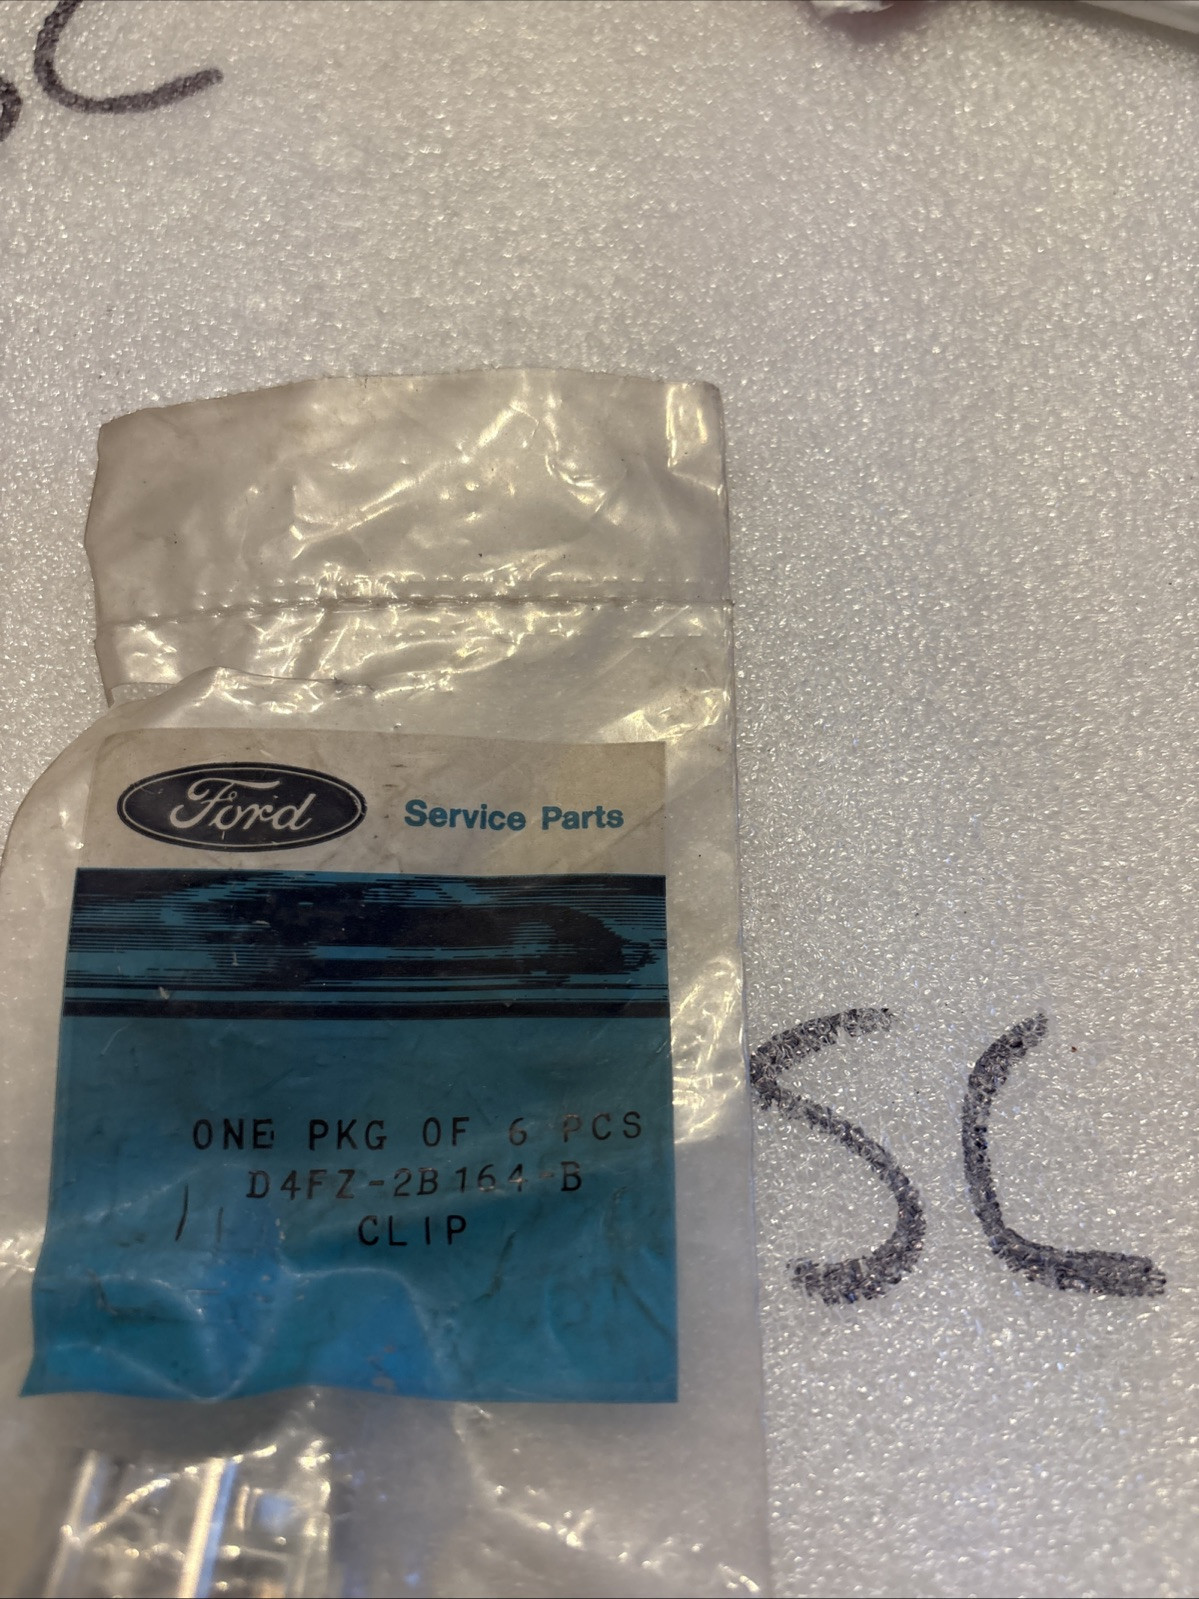 SC
Ford Service Parts
ONE PKG OF 6 PCS
D4FZ-2B164-B
CLIP
SC